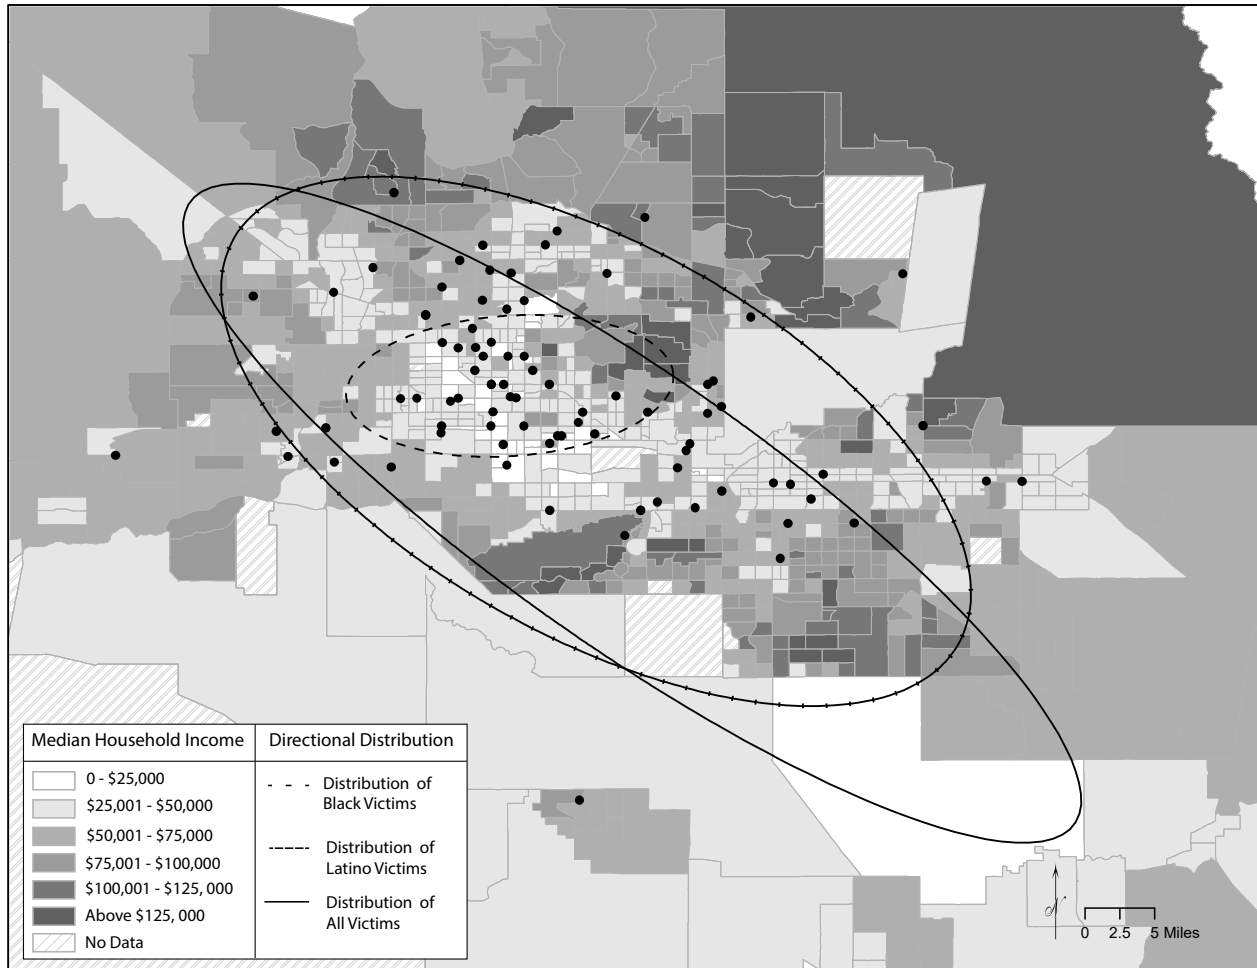 Median Household Income
0 - $25,000
$25,001 - $50,000
$50,001 - $75,000
$75,001 - $100,000
$100,001 - $125, 000
Above $125, 000
No Data
Directional Distribution
Distribution of
Black Victims
Distribution of
Latino Victims
Distribution of
All Victims
N
0 2.5 5 Miles